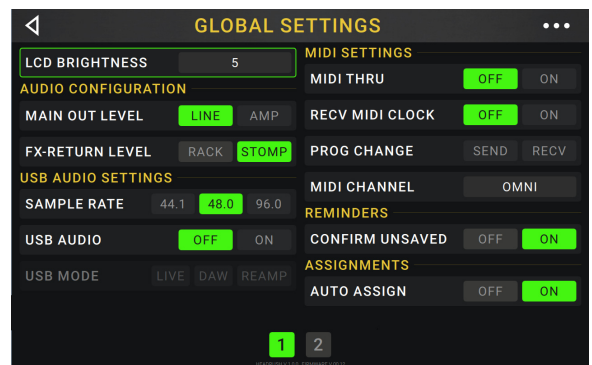 GLOBAL SETTINGS
LCD BRIGHTNESS 5
AUDIO CONFIGURATION
MAIN OUT LEVEL LINE AMP
FX-RETURN LEVEL RACK STOMP
USB AUDIO SETTINGS
SAMPLE RATE 44.1 48.0 96.0
USB AUDIO OFF ON
USB MODE LIVE DAW REAMP
MIDI SETTINGS
MIDI THRU OFF ON
RECV MIDI CLOCK OFF ON
PROG CHANGE SEND RECV
MIDI CHANNEL OMNI
REMINDERS
CONFIRM UNSAVED OFF ON
ASSIGNMENTS
AUTO ASSIGN OFF ON
1 2